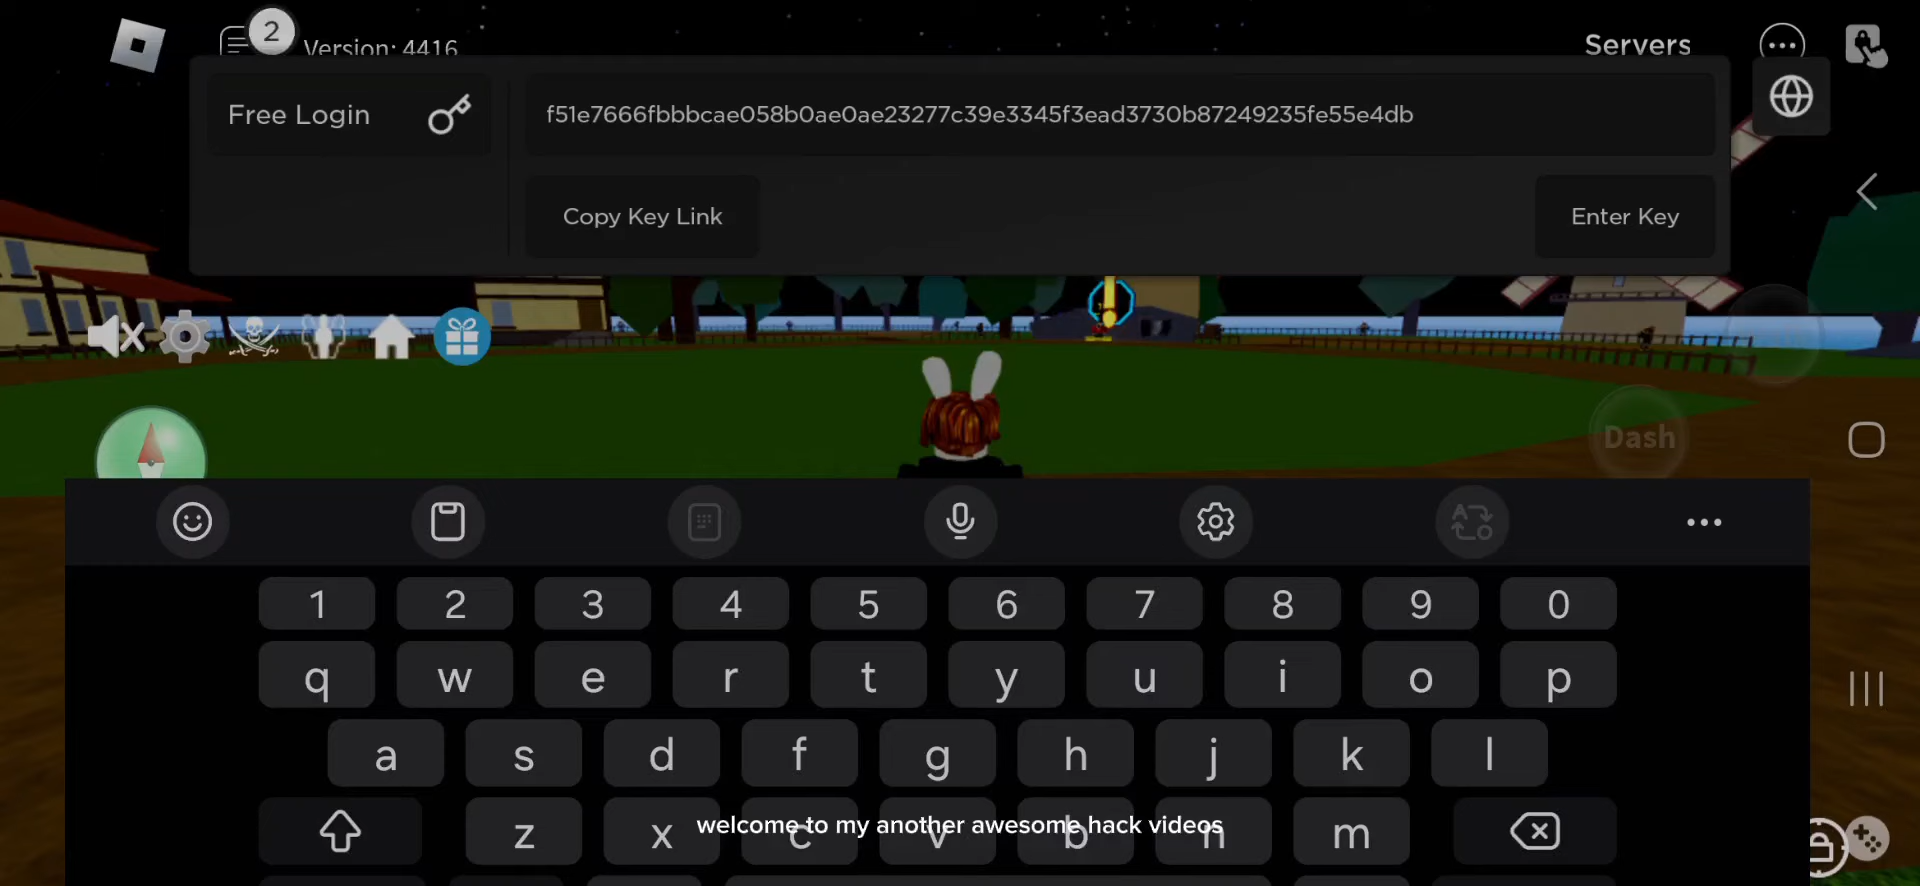 2
Version: 4416
Servers
Free Login
f51e7666fbbbcae058b0ae0ae23277c39e3345f3ead3730b87249235fe55e4db
Copy Key Link
Enter Key
Dash
1 2 3 4 5 6 7 8 9 0
q w e r t y u i o p
a s d f g h j k l
z x c v b n m
welcome to my another awesome hack videos